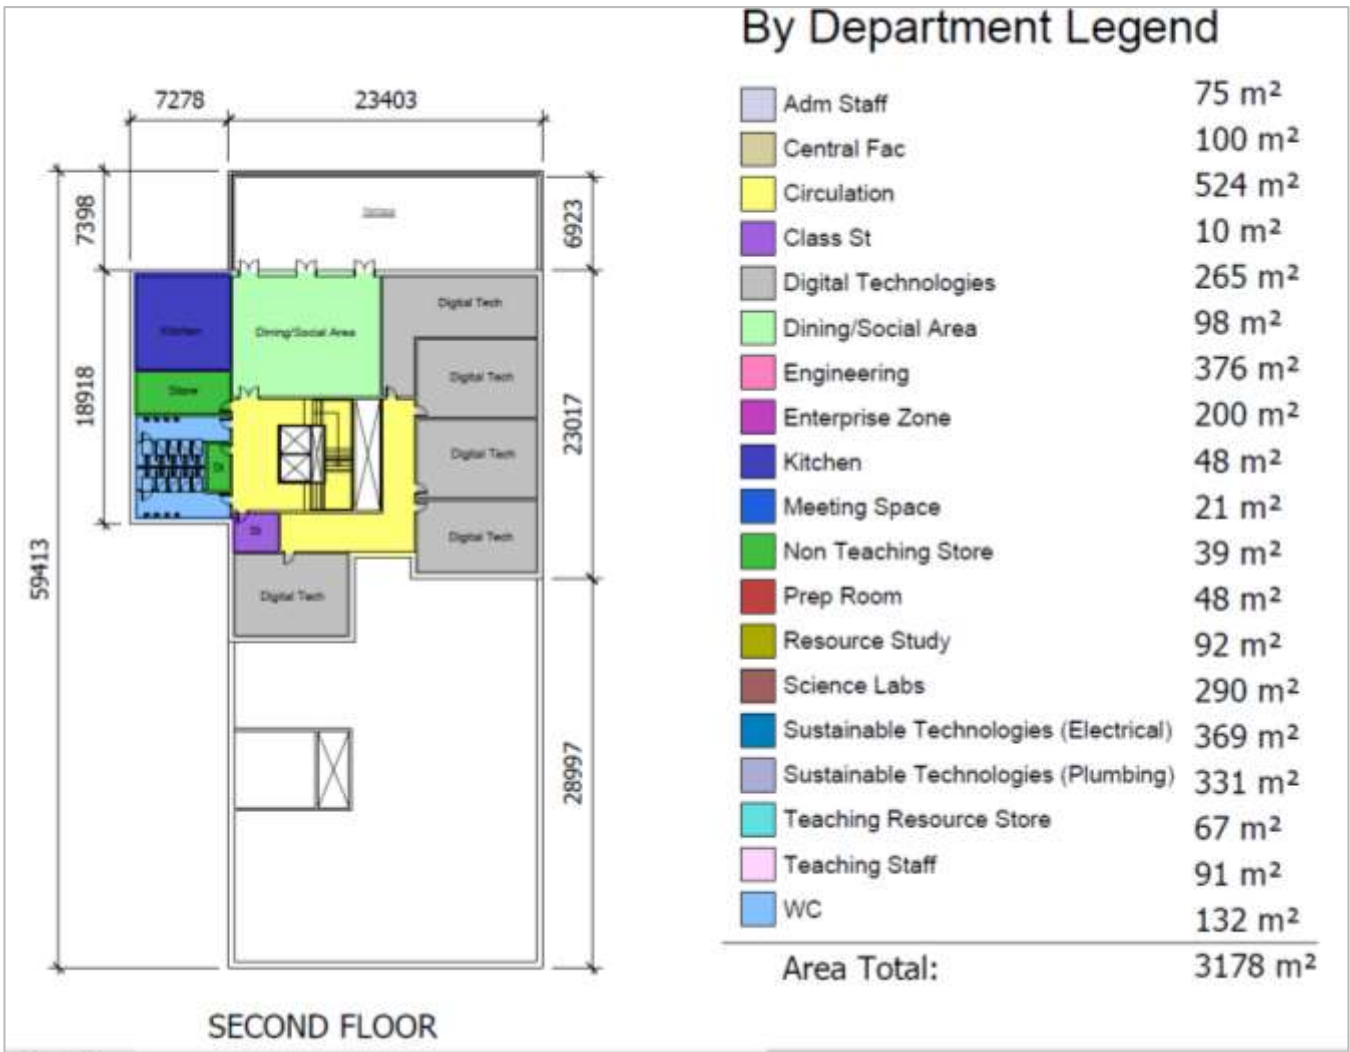 By Department Legend
7278
23403
7398
6923
18918
23017
59413
28997
Terrace
Kitchen
Dining/Social Area
Digital Tech
Digital Tech
Store
Digital Tech
St
St
Digital Tech
Digital Tech
SECOND FLOOR
Adm Staff 75 m²
Central Fac 100 m²
Circulation 524 m²
Class St 10 m²
Digital Technologies 265 m²
Dining/Social Area 98 m²
Engineering 376 m²
Enterprise Zone 200 m²
Kitchen 48 m²
Meeting Space 21 m²
Non Teaching Store 39 m²
Prep Room 48 m²
Resource Study 92 m²
Science Labs 290 m²
Sustainable Technologies (Electrical) 369 m²
Sustainable Technologies (Plumbing) 331 m²
Teaching Resource Store 67 m²
Teaching Staff 91 m²
WC 132 m²
Area Total: 3178 m²